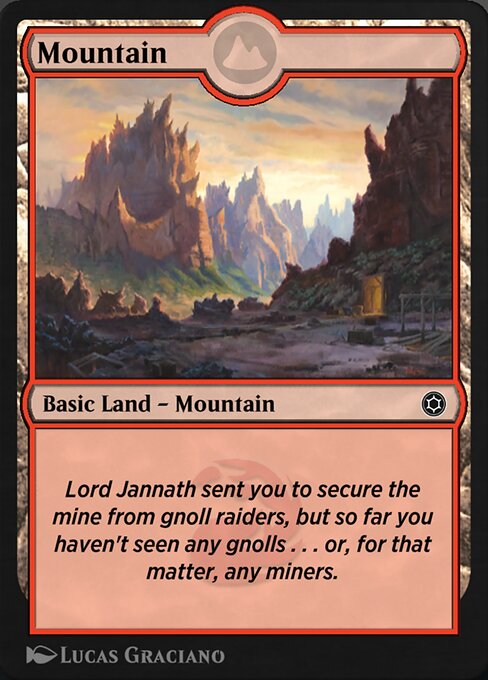 Mountain
Basic Land – Mountain
Lord Jannath sent you to secure the
mine from gnoll raiders, but so far you
haven't seen any gnolls . . . or, for that
matter, any miners.
Lucas Graciano